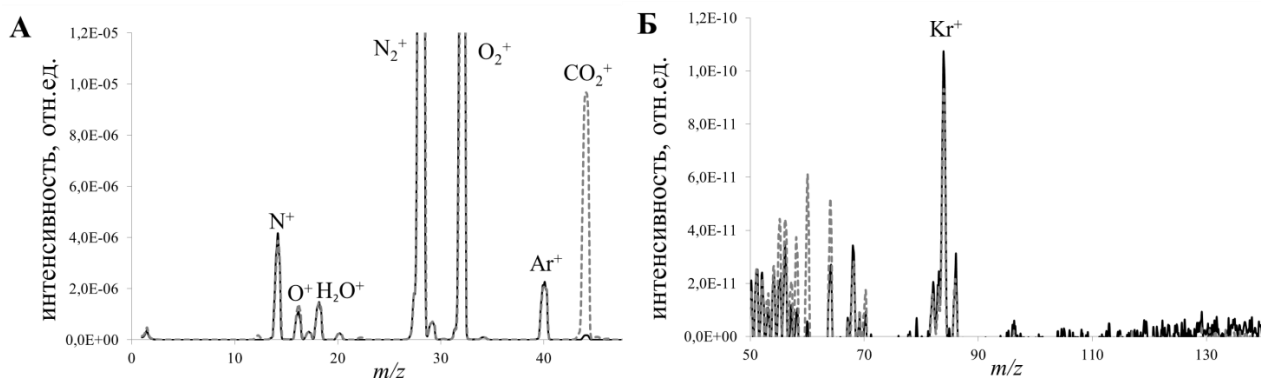 А
интенсивность, отн.ед.
1,2E-05
1,0E-05
8,0E-06
6,0E-06
4,0E-06
2,0E-06
0,0E+00
N⁺
O⁺
H₂O⁺
N₂⁺
O₂⁺
Ar⁺
CO₂⁺
0 10 20 30 40
m/z
Б
интенсивность, отн.ед.
1,2E-10
1,0E-10
8,0E-11
6,0E-11
4,0E-11
2,0E-11
0,0E+00
Kr⁺
50 70 90 110 130
m/z